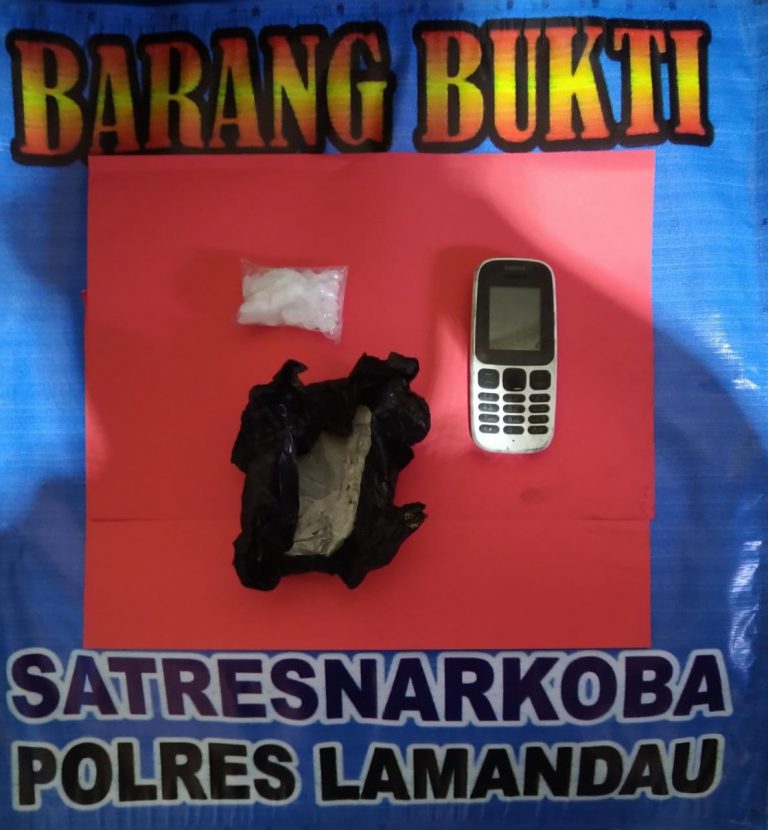 BARANG BUKTI
SATRESNARKOBA
POLRES LAMANDAU